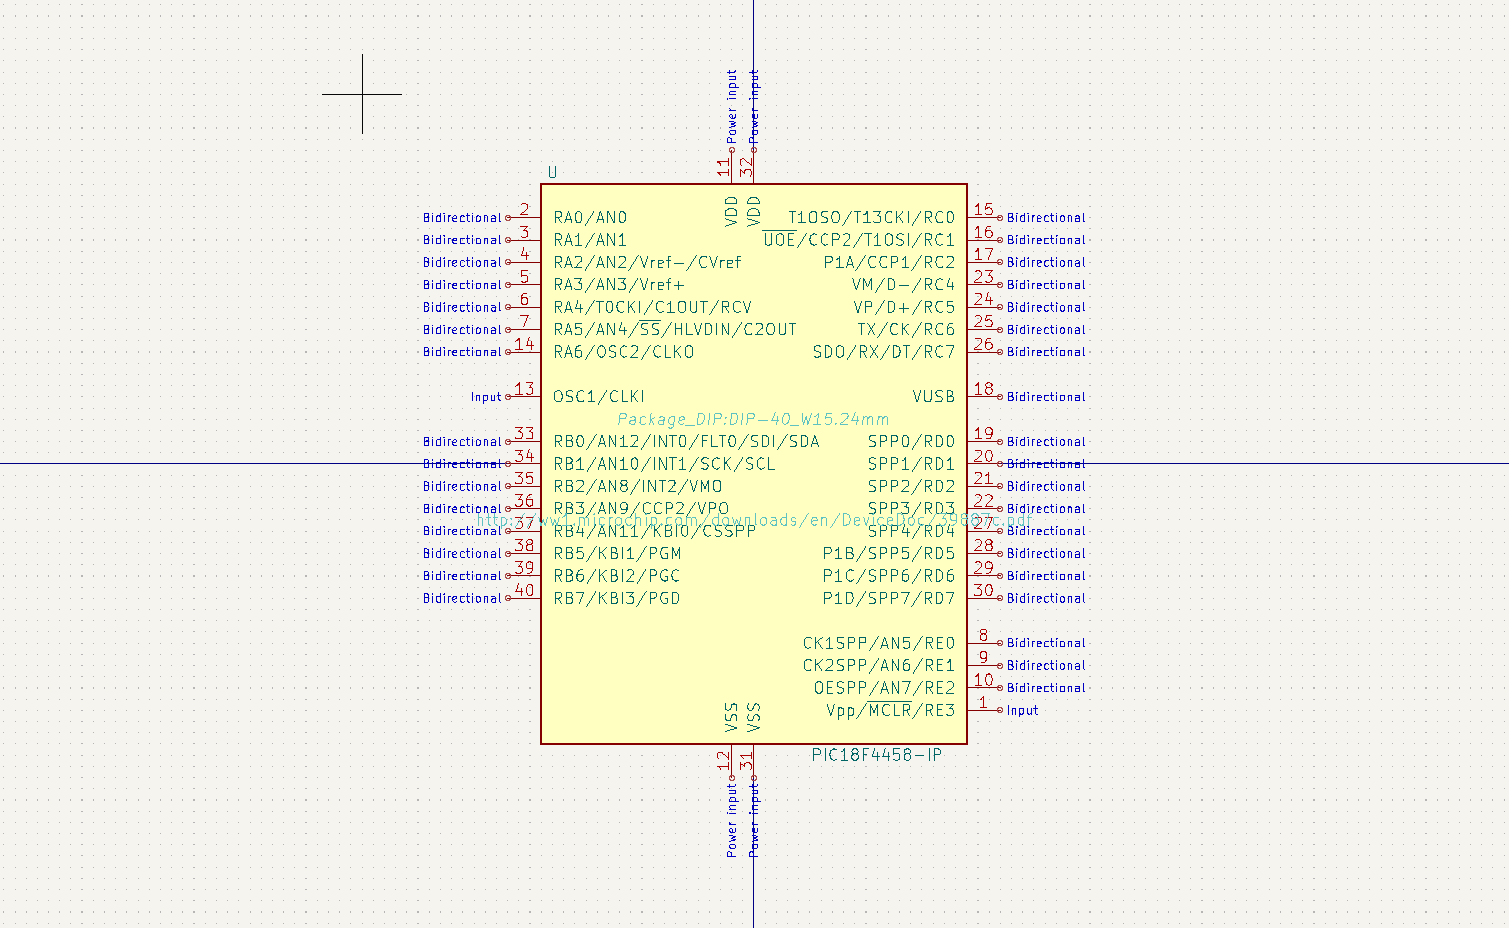 Power input
Power input
11
32
U
VDD
VDD
Bidirectional 2 RA0/AN0
T1OSO/T13CKI/RC0 15 Bidirectional
Bidirectional 3 RA1/AN1
UOE/CCP2/T1OSI/RC1 16 Bidirectional
Bidirectional 4 RA2/AN2/Vref-/CVref
P1A/CCP1/RC2 17 Bidirectional
Bidirectional 5 RA3/AN3/Vref+
VM/D-/RC4 23 Bidirectional
Bidirectional 6 RA4/T0CKI/C1OUT/RCV
VP/D+/RC5 24 Bidirectional
Bidirectional 7 RA5/AN4/SS/HLVDIN/C2OUT
TX/CK/RC6 25 Bidirectional
Bidirectional 14 RA6/OSC2/CLKO
SDO/RX/DT/RC7 26 Bidirectional
Input 13 OSC1/CLKI
VUSB 18 Bidirectional
Package_DIP:DIP-40_W15.24mm
Bidirectional 33 RB0/AN12/INT0/FLT0/SDI/SDA
SPP0/RD0 19 Bidirectional
Bidirectional 34 RB1/AN10/INT1/SCK/SCL
SPP1/RD1 20 Bidirectional
Bidirectional 35 RB2/AN8/INT2/VMO
SPP2/RD2 21 Bidirectional
Bidirectional 36 RB3/AN9/CCP2/VPO
SPP3/RD3 22 Bidirectional
http://ww1.microchip.com/downloads/en/DeviceDoc/39887c.pdf
Bidirectional 37 RB4/AN11/KBI0/CSSPP
SPP4/RD4 27 Bidirectional
Bidirectional 38 RB5/KBI1/PGM
P1B/SPP5/RD5 28 Bidirectional
Bidirectional 39 RB6/KBI2/PGC
P1C/SPP6/RD6 29 Bidirectional
Bidirectional 40 RB7/KBI3/PGD
P1D/SPP7/RD7 30 Bidirectional
CK1SPP/AN5/RE0 8 Bidirectional
CK2SPP/AN6/RE1 9 Bidirectional
OESPP/AN7/RE2 10 Bidirectional
Vpp/MCLR/RE3 1 Input
VSS
VSS
12
31
PIC18F4458-IP
Power input
Power input